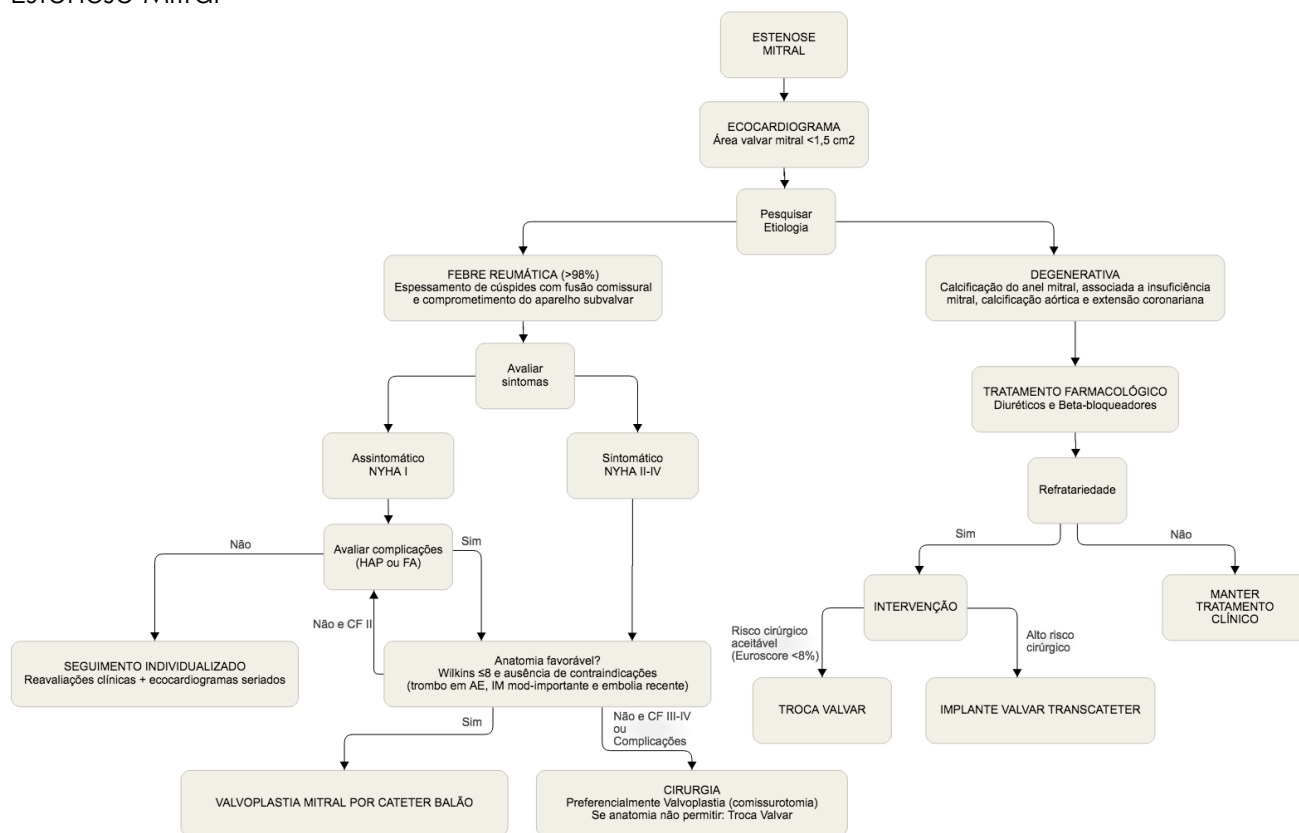 Estenose Mitral
ESTENOSE
MITRAL
ECOCARDIOGRAMA
Área valvar mitral <1,5 cm2
Pesquisar
Etiologia
FEBRE REUMÁTICA (>98%)
Espessamento de cúspides com fusão comissural
e comprometimento do aparelho subvalvar
DEGENERATIVA
Calcificação do anel mitral, associada a insuficiência
mitral, calcificação aórtica e extensão coronariana
Avaliar
sintomas
TRATAMENTO FARMACOLÓGICO
Diuréticos e Beta-bloqueadores
Assintomático
NYHA I
Sintomático
NYHA II-IV
Refratariedade
Não
Avaliar complicações
(HAP ou FA)
Sim
Sim
Não
INTERVENÇÃO
MANTER
TRATAMENTO
CLÍNICO
Não e CF II
Risco cirúrgico
aceitável
(Euroscore <8%)
Alto risco
cirúrgico
SEGUIMENTO INDIVIDUALIZADO
Reavaliações clínicas + ecocardiogramas seriados
Anatomia favorável?
Wilkins ≤8 e ausência de contraindicações
(trombo em AE, IM mod-importante e embolia recente)
TROCA VALVAR
IMPLANTE VALVAR TRANSCATETER
Sim
Não e CF III-IV
ou
Complicações
VALVOPLASTIA MITRAL POR CATETER BALÃO
CIRURGIA
Preferencialmente Valvoplastia (comissurotomia)
Se anatomia não permitir: Troca Valvar